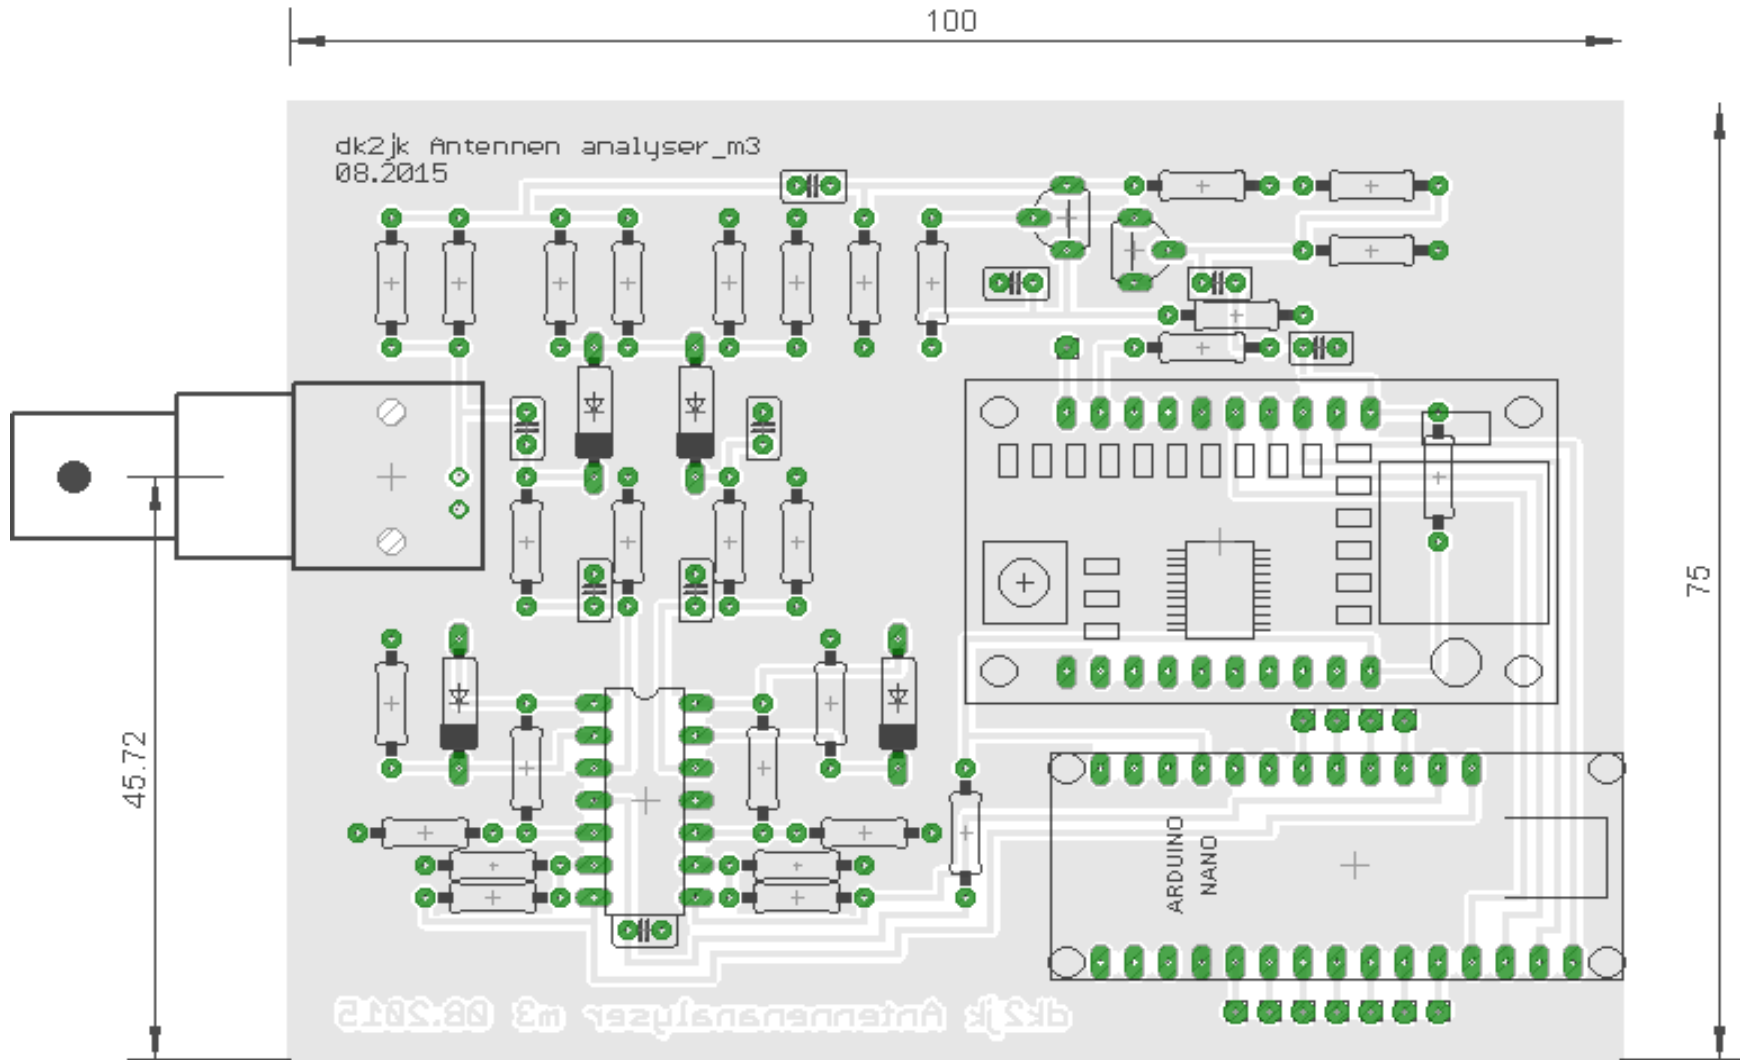 100
dk2jk Antennen analyser_m3
08.2015
75
45.72
ARDUINO
NANO
dk2jk Antennenanalyser m3 08.2015